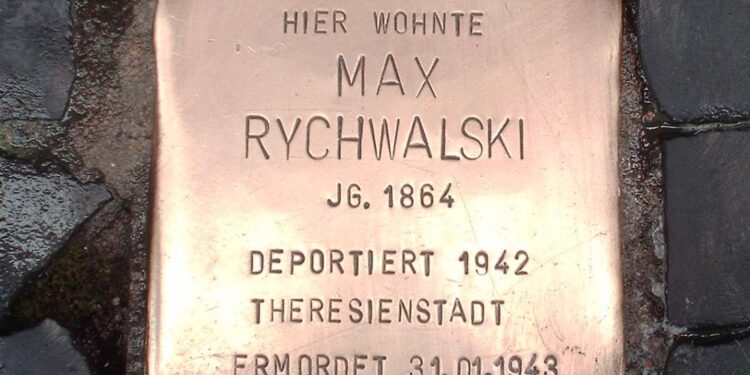 HIER WOHNTE
MAX
RYCHWALSKI
JG. 1864
DEPORTIERT 1942
THERESIENSTADT
ERMORDET 31.01.1943